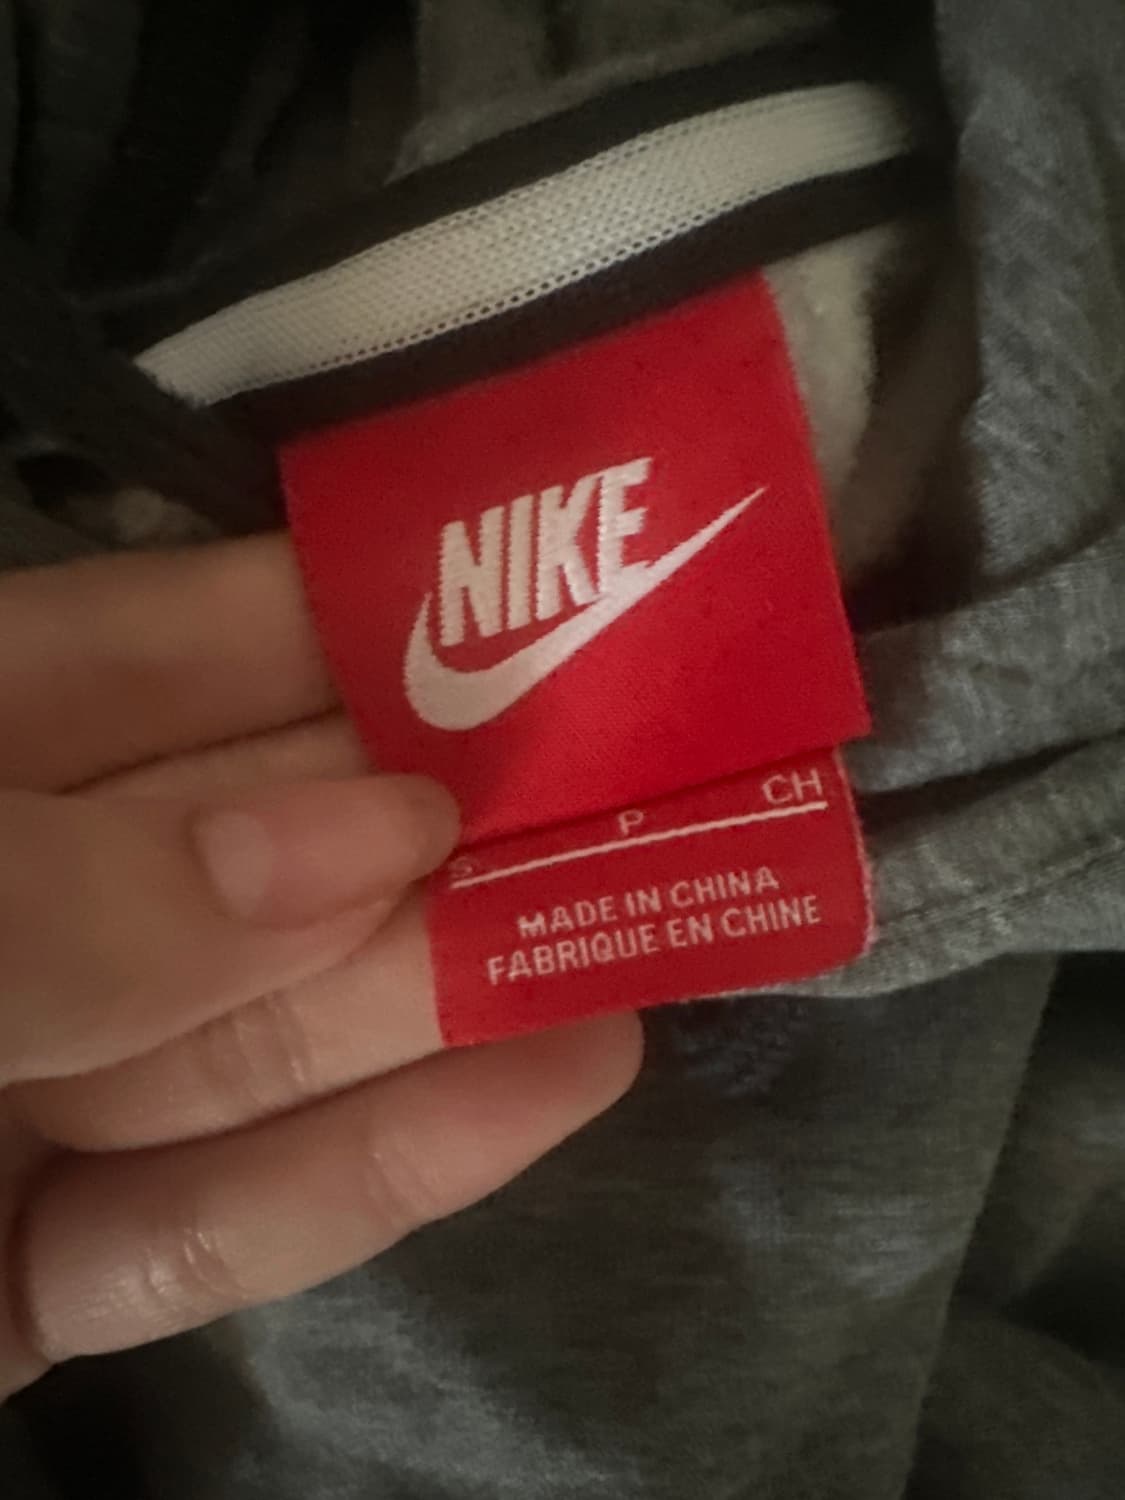 NIKE
S P CH
MADE IN CHINA
FABRIQUE EN CHINE